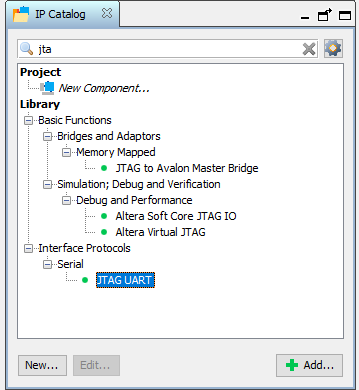 IP Catalog
jta
Project
New Component...
Library
Basic Functions
Bridges and Adaptors
Memory Mapped
JTAG to Avalon Master Bridge
Simulation; Debug and Verification
Debug and Performance
Altera Soft Core JTAG IO
Altera Virtual JTAG
Interface Protocols
Serial
JTAG UART
New... Edit... Add...